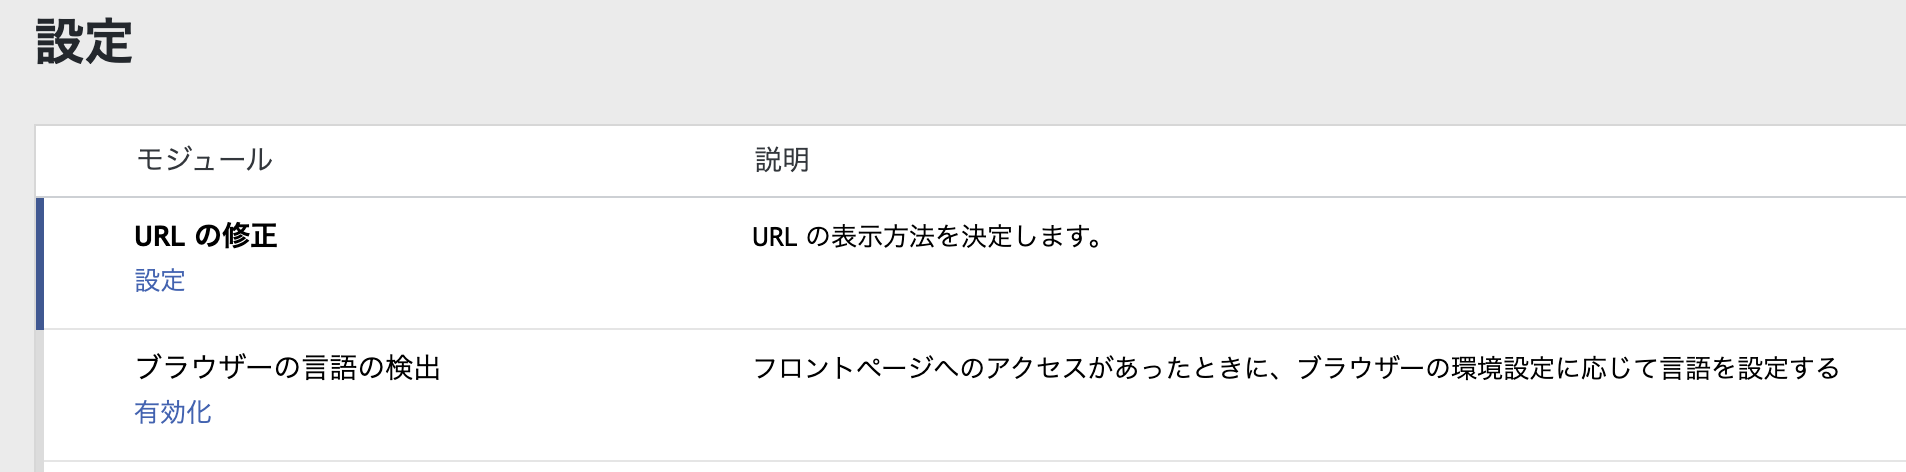 設定
モジュール 説明
URL の修正 URL の表示方法を決定します。
設定
ブラウザーの言語の検出 フロントページへのアクセスがあったときに、ブラウザーの環境設定に応じて言語を設定する
有効化